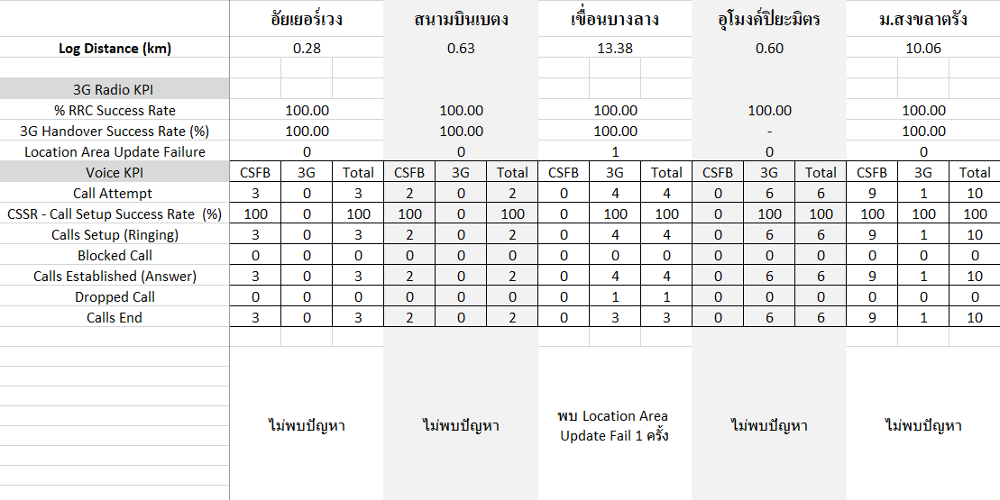 อัยเยอร์เวง สนามบินเบตง เขื่อนบางลาง อุโมงค์ปิยะมิตร ม.สงขลาตรัง
Log Distance (km) 0.28 0.63 13.38 0.60 10.06
3G Radio KPI
% RRC Success Rate 100.00 100.00 100.00 100.00 100.00
3G Handover Success Rate (%) 100.00 100.00 100.00 - 100.00
Location Area Update Failure 0 0 1 0 0
Voice KPI CSFB 3G Total CSFB 3G Total CSFB 3G Total CSFB 3G Total CSFB 3G Total
Call Attempt 3 0 3 2 0 2 0 4 4 0 6 6 9 1 10
CSSR - Call Setup Success Rate (%) 100 0 100 100 0 100 0 100 100 0 100 100 100 100 100
Calls Setup (Ringing) 3 0 3 2 0 2 0 4 4 0 6 6 9 1 10
Blocked Call 0 0 0 0 0 0 0 0 0 0 0 0 0 0 0
Calls Established (Answer) 3 0 3 2 0 2 0 4 4 0 6 6 9 1 10
Dropped Call 0 0 0 0 0 0 0 1 1 0 0 0 0 0 0
Calls End 3 0 3 2 0 2 0 3 3 0 6 6 9 1 10
ไม่พบปัญหา ไม่พบปัญหา พบ Location Area
Update Fail 1 ครั้ง ไม่พบปัญหา ไม่พบปัญหา